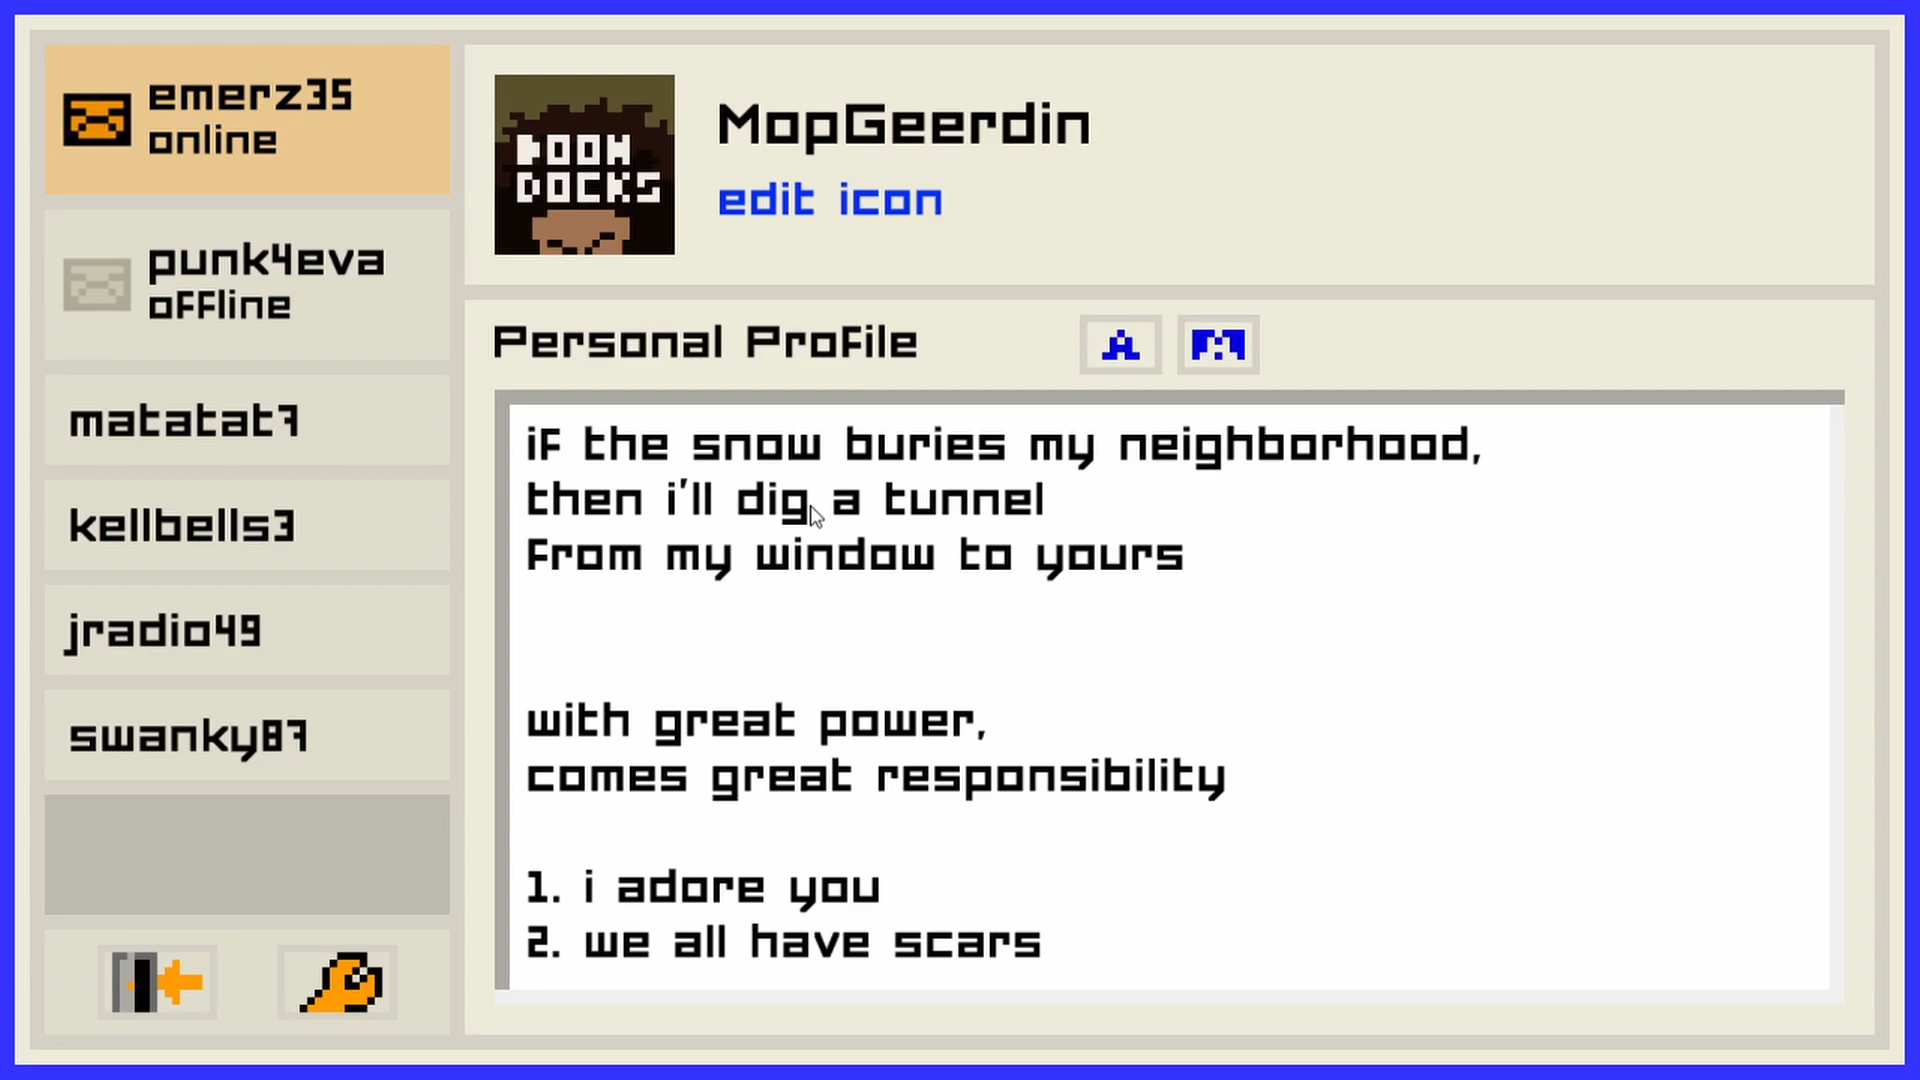 emerz35
online
punk4eva
offline
matatat7
kellbells3
jradio49
swanky87
DOOM
DOCKS
MopGeerdin
edit icon
Personal Profile
A
if the snow buries my neighborhood,
then i'll dig a tunnel
from my window to yours
with great power,
comes great responsibility
1. i adore you
2. we all have scars